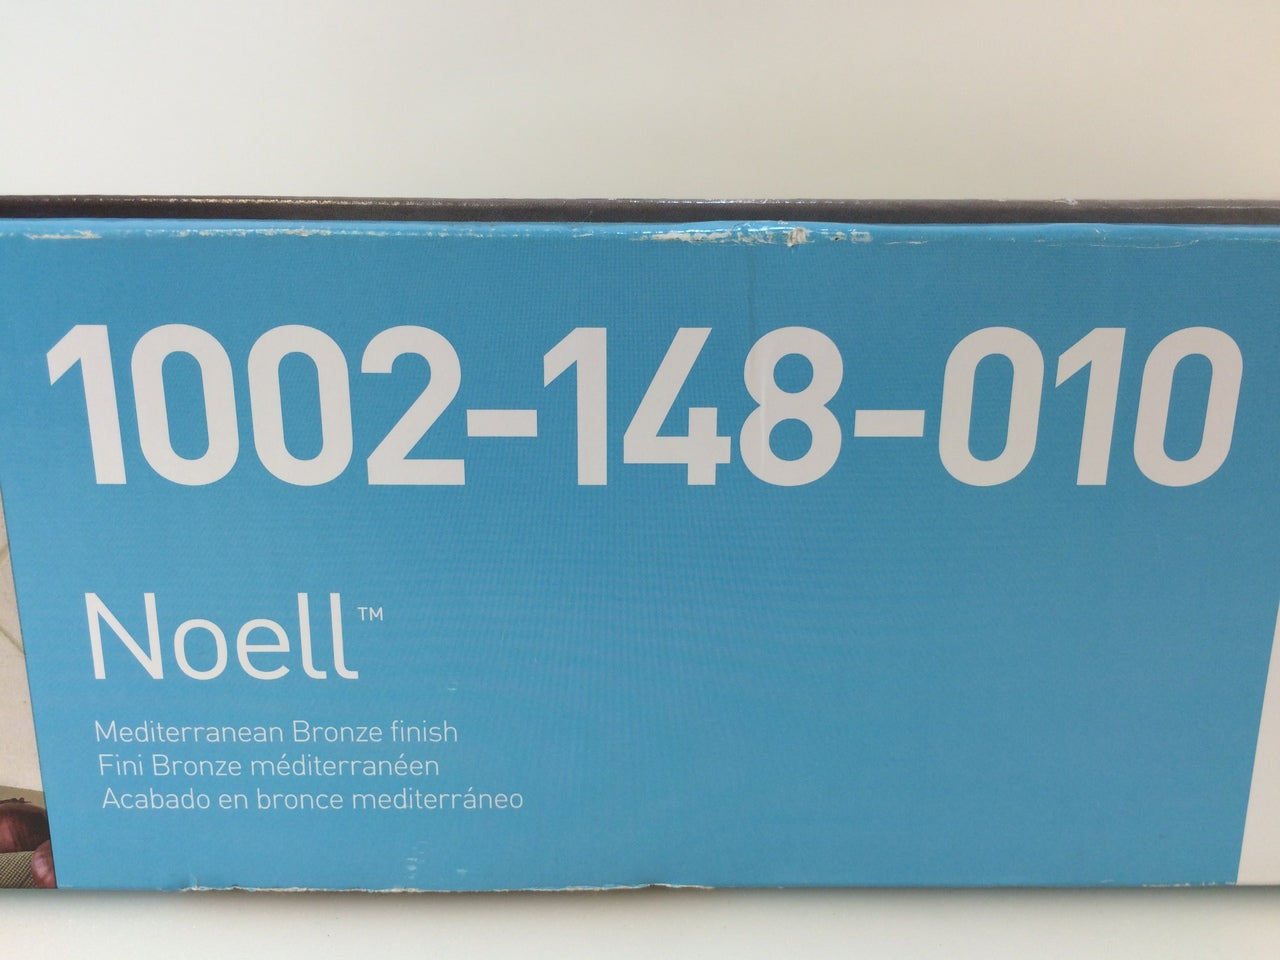 1002-148-010
Noell™
Mediterranean Bronze finish
Fini Bronze méditerranéen
Acabado en bronce mediterráneo